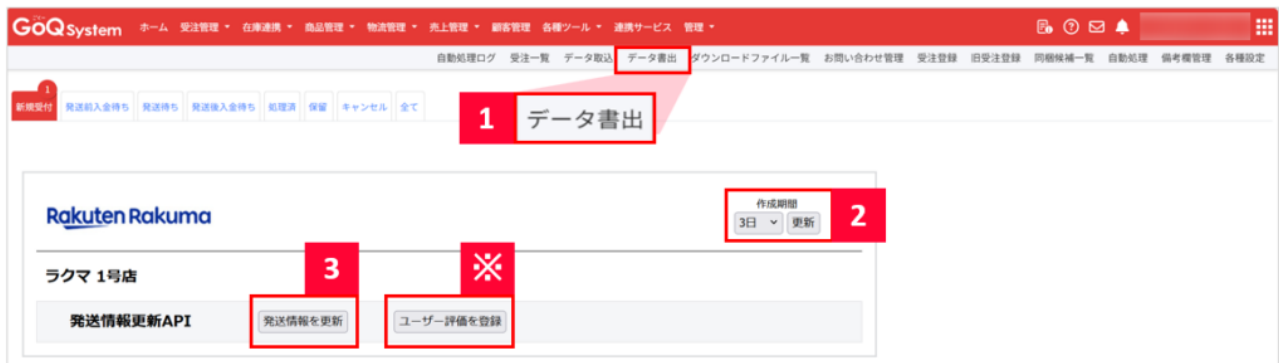 GoQSystem ホーム 受注管理 在庫連携 商品管理 物流管理 売上管理 顧客管理 各種ツール 連携サービス 管理
自動処理ログ 受注一覧 データ取込 データ書出 ダウンロードファイル一覧 お問い合わせ管理 受注登録 旧受注登録 同梱候補一覧 自動処理 備考欄管理 各種設定
1
新規受付 発送前入金待ち 発送待ち 発送後入金待ち 処理済 保留 キャンセル 全て
1 データ書出
Rakuten Rakuma
作成期間
3日 更新 2
ラクマ 1号店
3 ※
発送情報更新API 発送情報を更新 ユーザー評価を登録